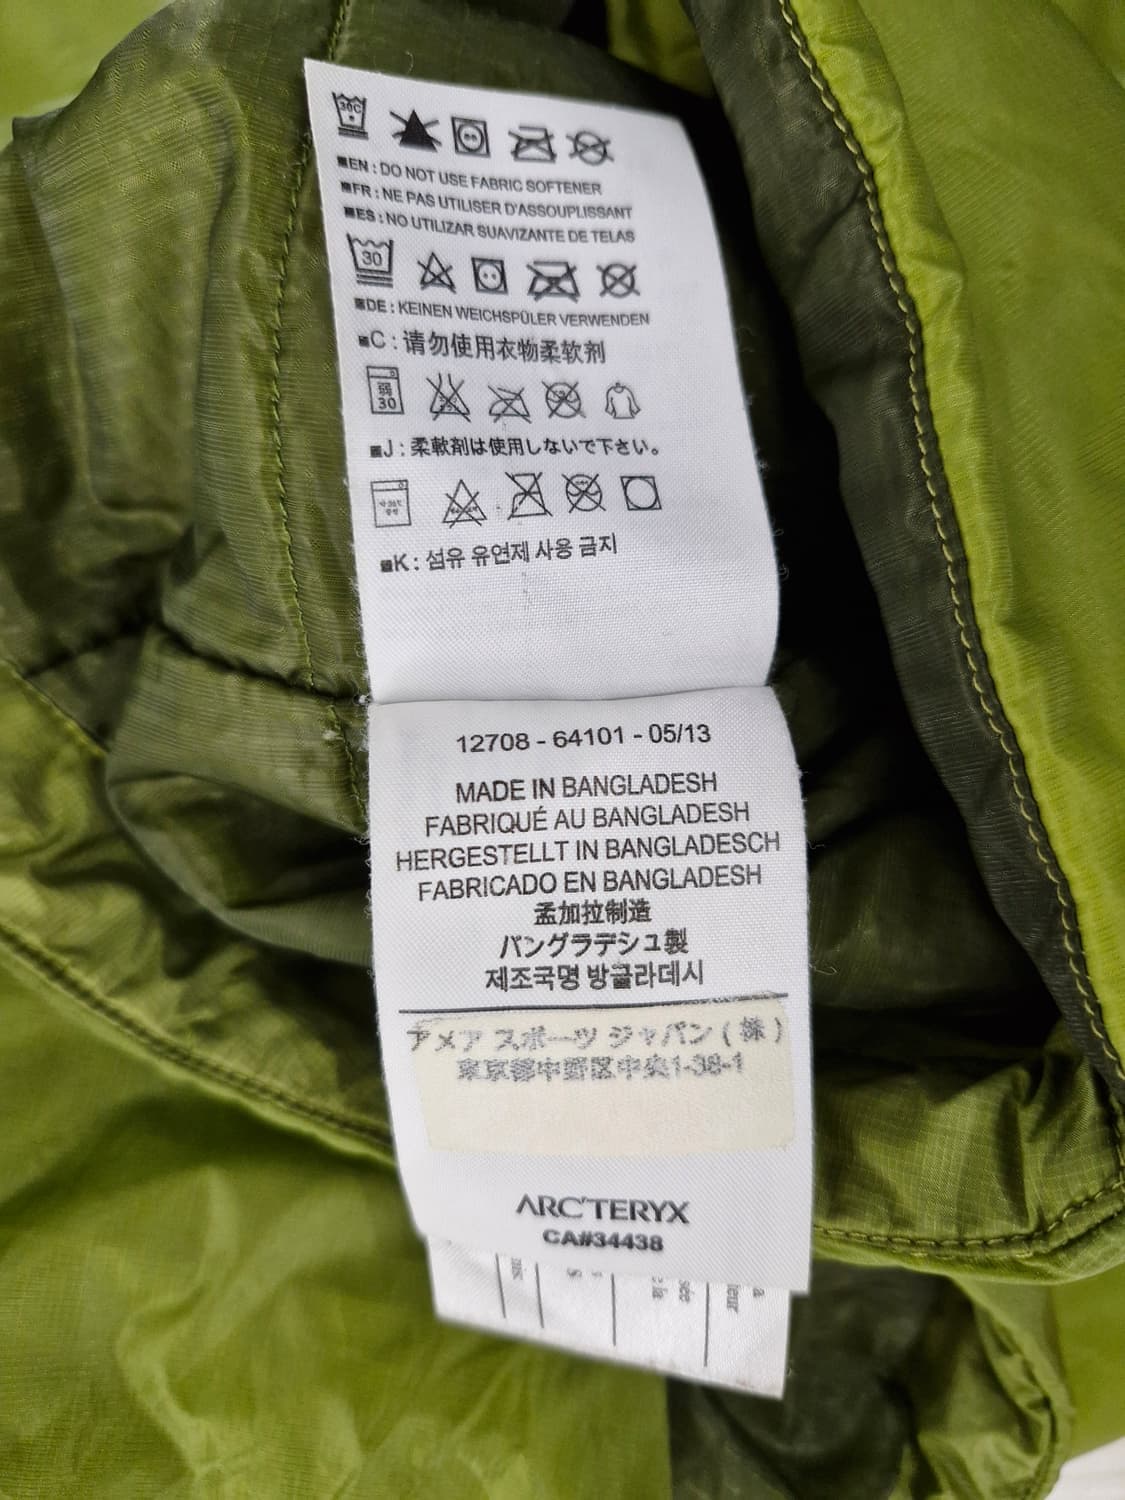 30C
■EN : DO NOT USE FABRIC SOFTENER
■FR : NE PAS UTILISER D'ASSOUPLISSANT
■ES : NO UTILIZAR SUAVIZANTE DE TELAS
30
■DE : KEINEN WEICHSPÜLER VERWENDEN
■C : 请勿使用衣物柔软剂
弱
30
■J : 柔軟剤は使用しないで下さい。
■K : 섬유 유연제 사용 금지
12708 - 64101 - 05/13
MADE IN BANGLADESH
FABRIQUÉ AU BANGLADESH
HERGESTELLT IN BANGLADESCH
FABRICADO EN BANGLADESH
孟加拉制造
バングラデシュ製
제조국명 방글라데시
アメア スポーツ ジャパン ( 株 )
東京都中野区中央1-38-1
ARC'TERYX
CA#34438